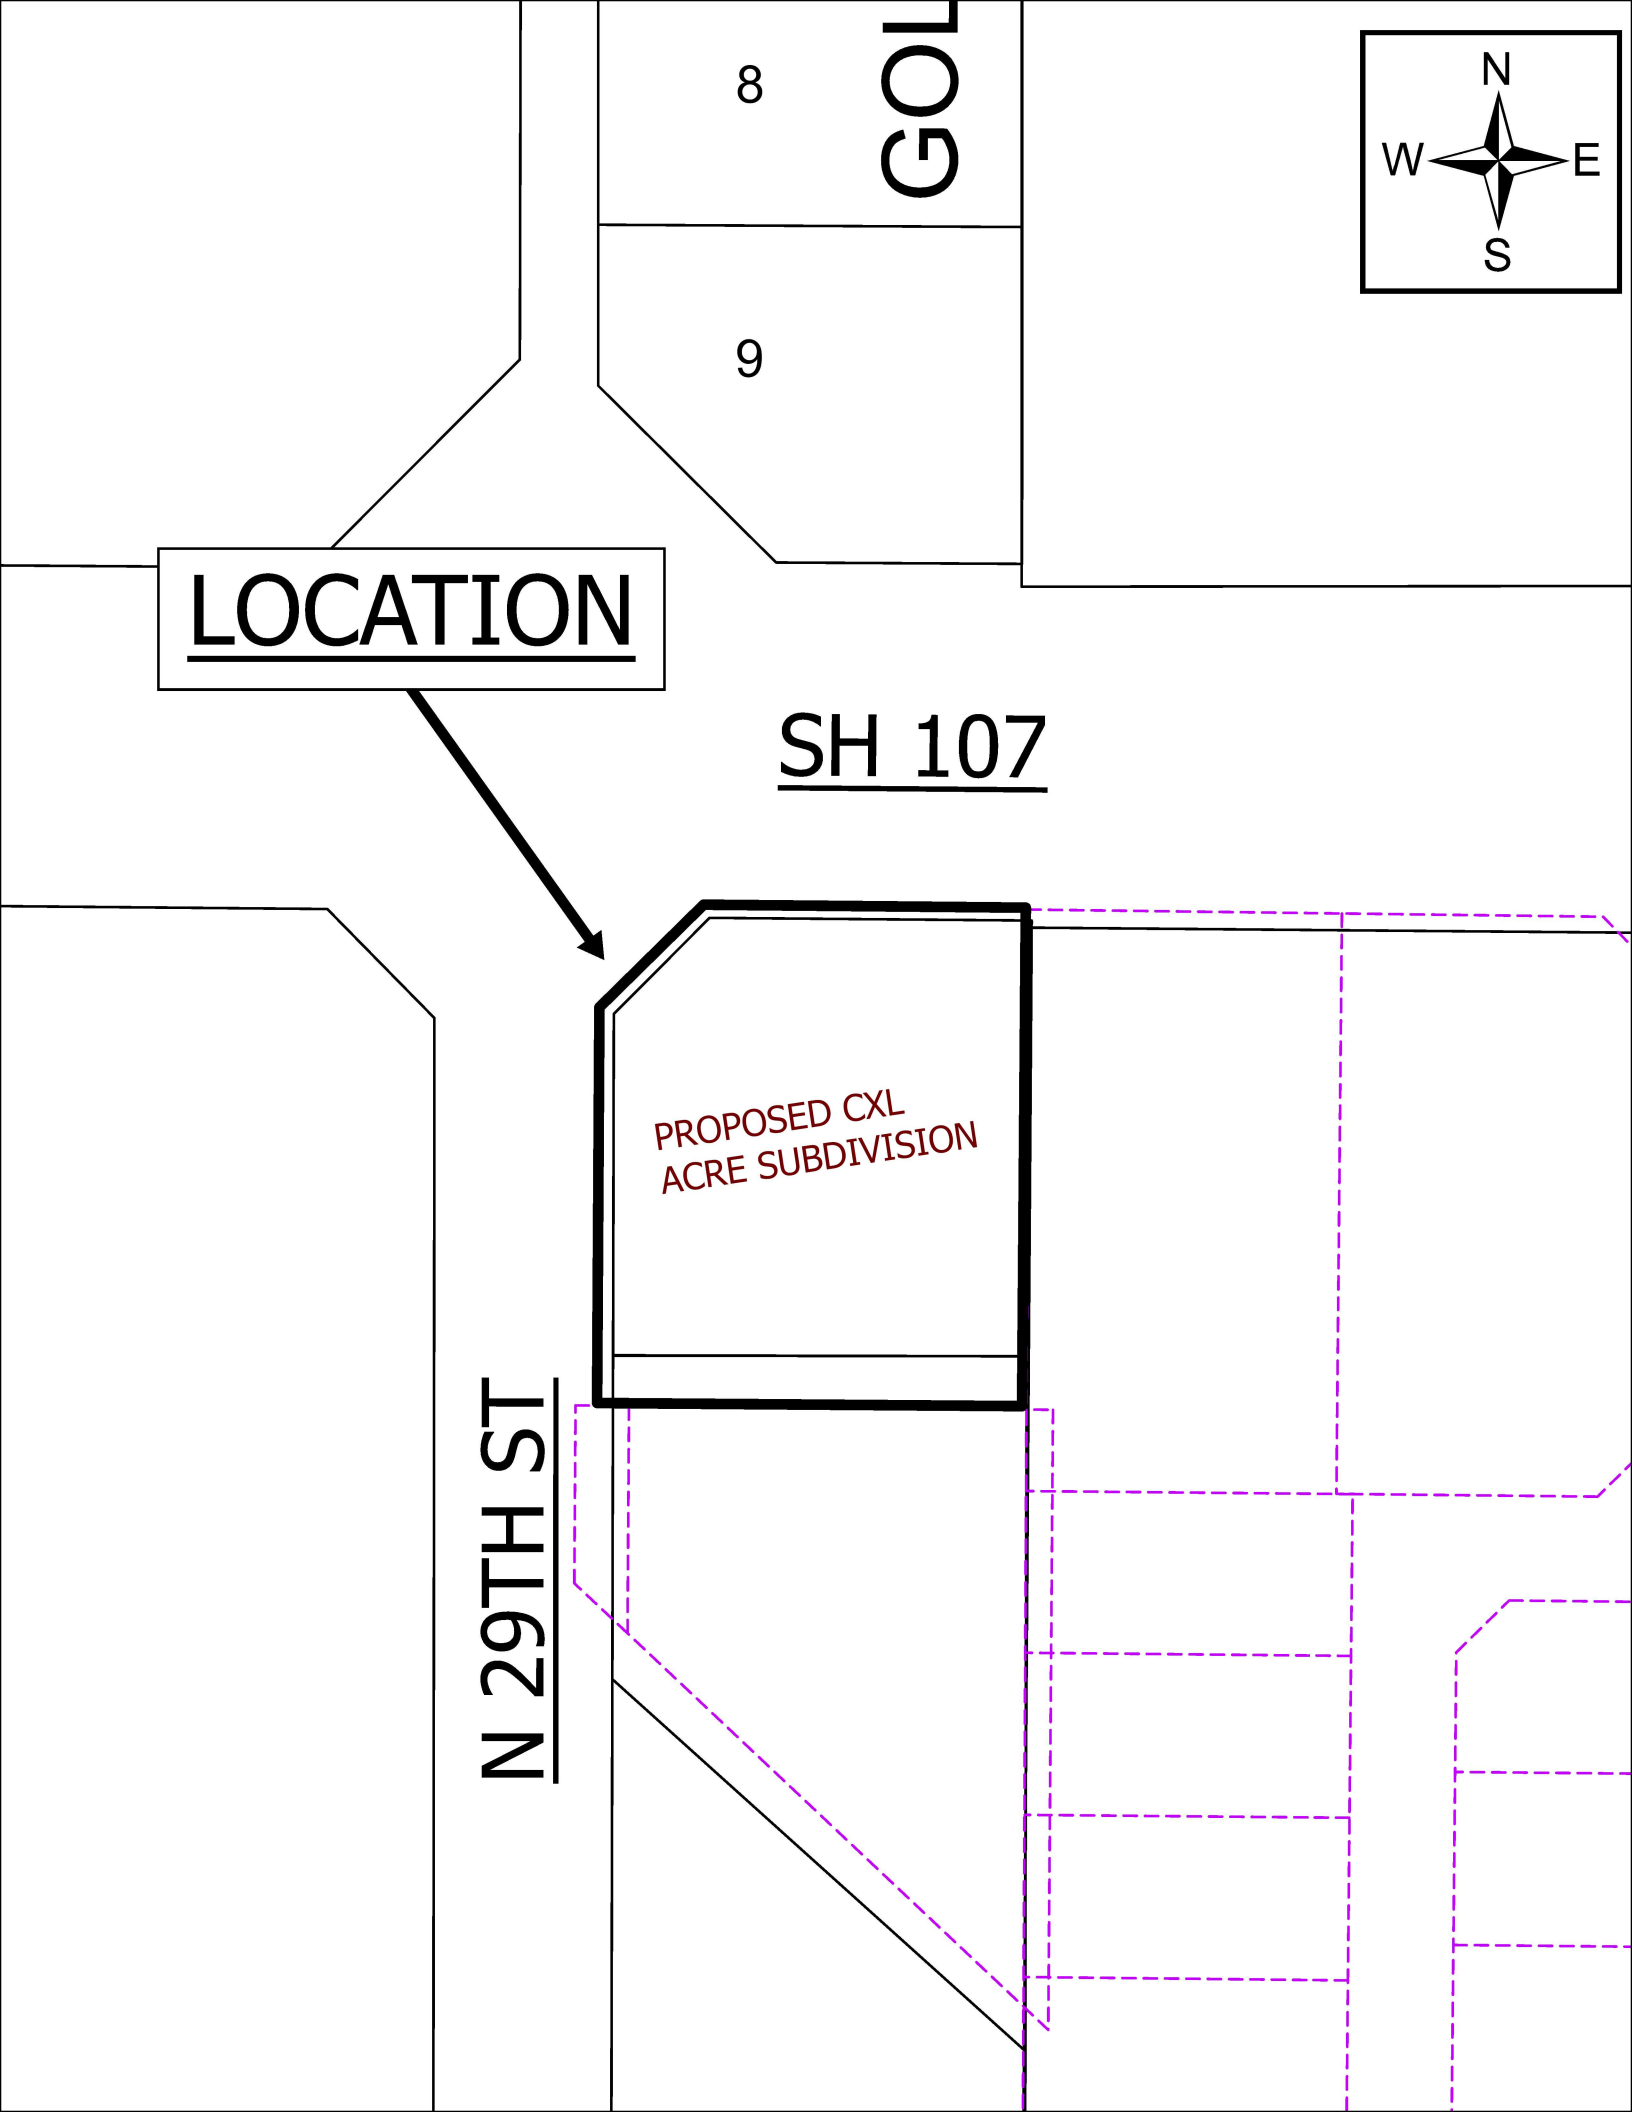 8
GOL
N
W E
S
9
LOCATION
SH 107
PROPOSED CXL
ACRE SUBDIVISION
N 29TH ST